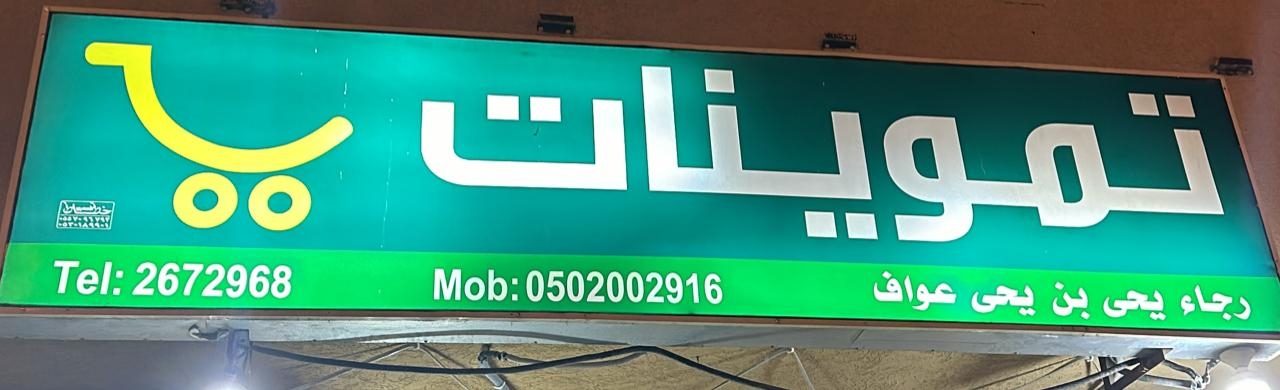 تموينات
رجاء يحى بن يحى عواف
Mob: 0502002916
Tel: 2672968